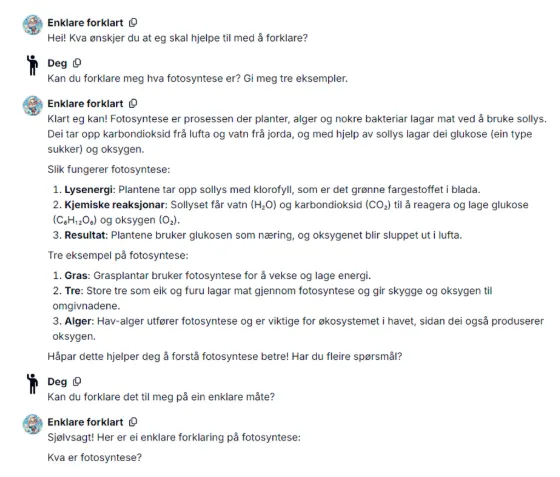 Enklare forklart
Hei! Kva ønskjer du at eg skal hjelpe til med å forklare?
Deg
Kan du forklare meg hva fotosyntese er? Gi meg tre eksempler.
Enklare forklart
Klart eg kan! Fotosyntese er prosessen der planter, alger og nokre bakteriar lagar mat ved å bruke sollys.
Dei tar opp karbondioksid frå lufta og vatn frå jorda, og med hjelp av sollys lagar dei glukose (ein type
sukker) og oksygen.
Slik fungerer fotosyntese:
1. Lysenergi: Plantene tar opp sollys med klorofyll, som er det grønne fargestoffet i blada.
2. Kjemiske reaksjonar: Sollyset får vatn (H₂O) og karbondioksid (CO₂) til å reagera og lage glukose
(C₆H₁₂O₆) og oksygen (O₂).
3. Resultat: Plantene bruker glukosen som næring, og oksygenet blir sluppet ut i lufta.
Tre eksempel på fotosyntese:
1. Gras: Grasplantar bruker fotosyntese for å vekse og lage energi.
2. Tre: Store tre som eik og furu lagar mat gjennom fotosyntese og gir skygge og oksygen til
omgivnadene.
3. Alger: Hav-alger utfører fotosyntese og er viktige for økosystemet i havet, sidan dei også produserer
oksygen.
Håpar dette hjelper deg å forstå fotosyntese betre! Har du fleire spørsmål?
Deg
Kan du forklare det til meg på ein enklare måte?
Enklare forklart
Sjølvsagt! Her er ei enklare forklaring på fotosyntese:
Kva er fotosyntese?